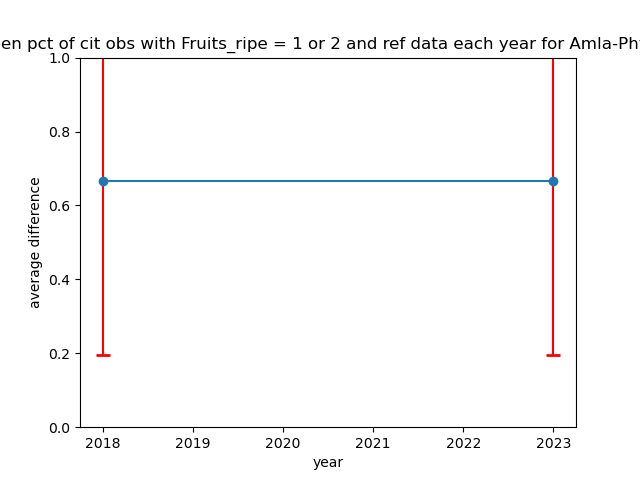 en pct of cit obs with Fruits_ripe = 1 or 2 and ref data each year for Amla-Ph
1.0
0.8
0.6
0.4
0.2
0.0
average difference
2018 2019 2020 2021 2022 2023
year